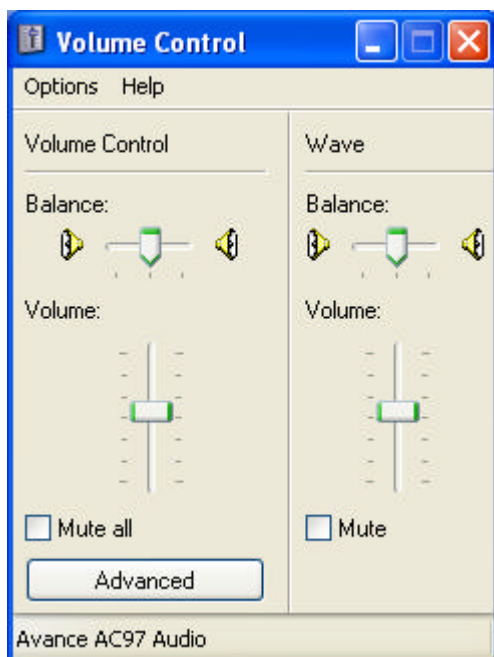 Volume Control
Options Help
Volume Control
Balance:
Volume:
Mute all
Advanced
Wave
Balance:
Volume:
Mute
Avance AC97 Audio